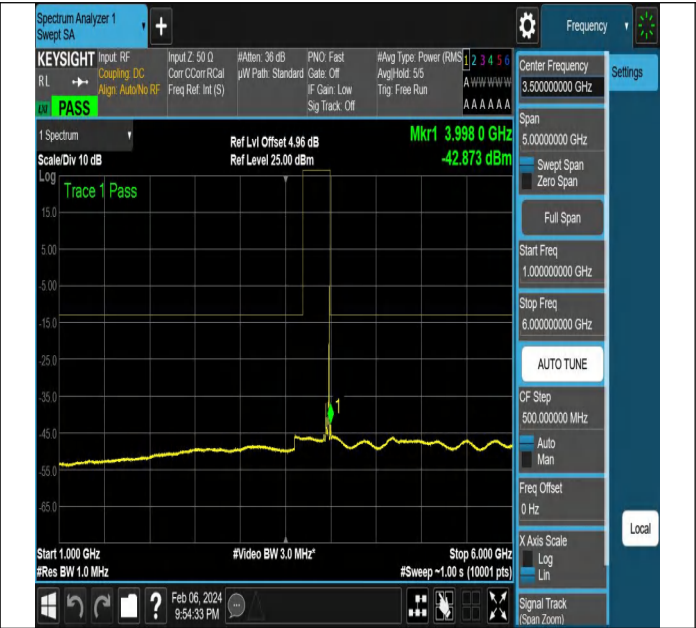 Spectrum Analyzer 1
Swept SA
+
Frequency
KEYSIGHT
RL
LXI PASS
Input: RF
Coupling: DC
Align: Auto/No RF
Input Z: 50 Ω
Corr CCorr RCal
Freq Ref: Int (S)
#Atten: 36 dB
µW Path: Standard
PNO: Fast
Gate: Off
IF Gain: Low
Sig Track: Off
#Avg Type: Power (RMS
Avg|Hold: 5/5
Trig: Free Run
1 2 3 4 5 6
A W W W W W
A A A A A A
1 Spectrum
Scale/Div 10 dB
Ref Lvl Offset 4.96 dB
Ref Level 25.00 dBm
Mkr1 3.998 0 GHz
-42.873 dBm
Log
Trace 1 Pass
15.0
5.00
-5.00
-15.0
-25.0
-35.0
-45.0
-55.0
-65.0
1
Start 1.000 GHz
#Res BW 1.0 MHz
#Video BW 3.0 MHz*
Stop 6.000 GHz
#Sweep ~1.00 s (10001 pts)
?
Feb 06, 2024
9:54:33 PM
Center Frequency
3.500000000 GHz
Settings
Span
5.00000000 GHz
Swept Span
Zero Span
Full Span
Start Freq
1.000000000 GHz
Stop Freq
6.000000000 GHz
AUTO TUNE
CF Step
500.000000 MHz
Auto
Man
Freq Offset
0 Hz
X Axis Scale
Log
Lin
Local
Signal Track
(Span Zoom)